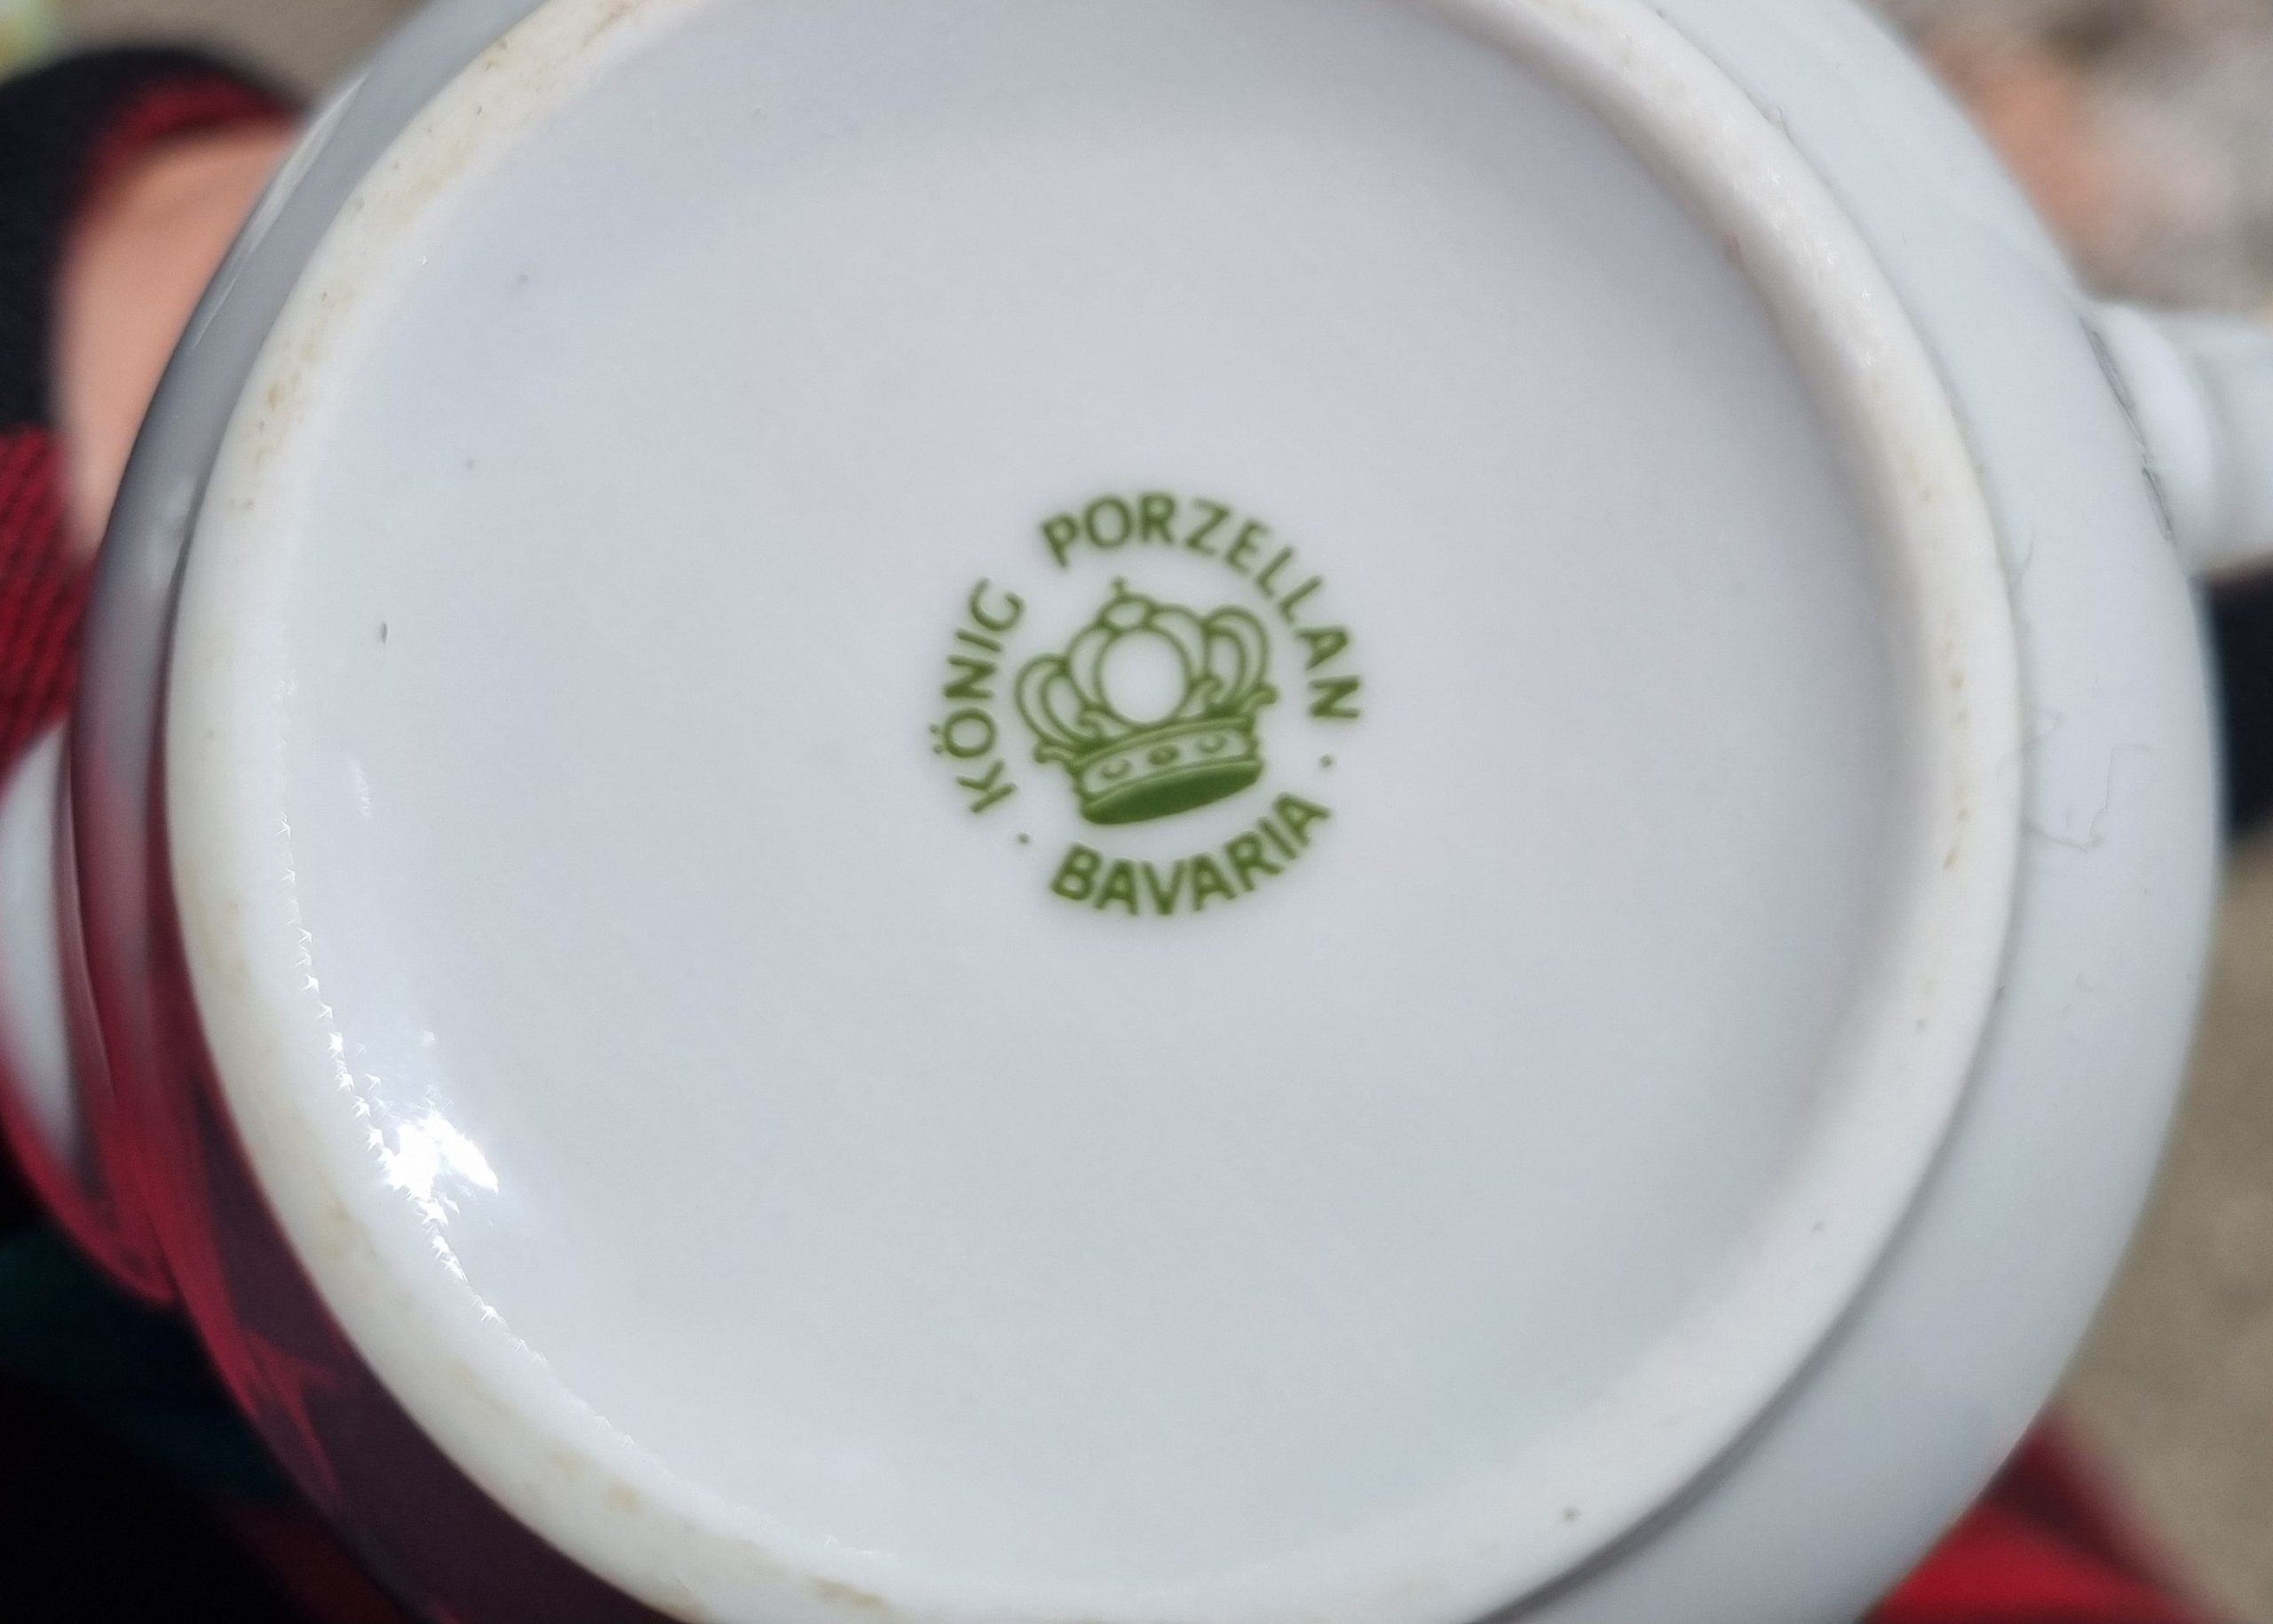 KÖNIG PORZELLAN
· BAVARIA ·